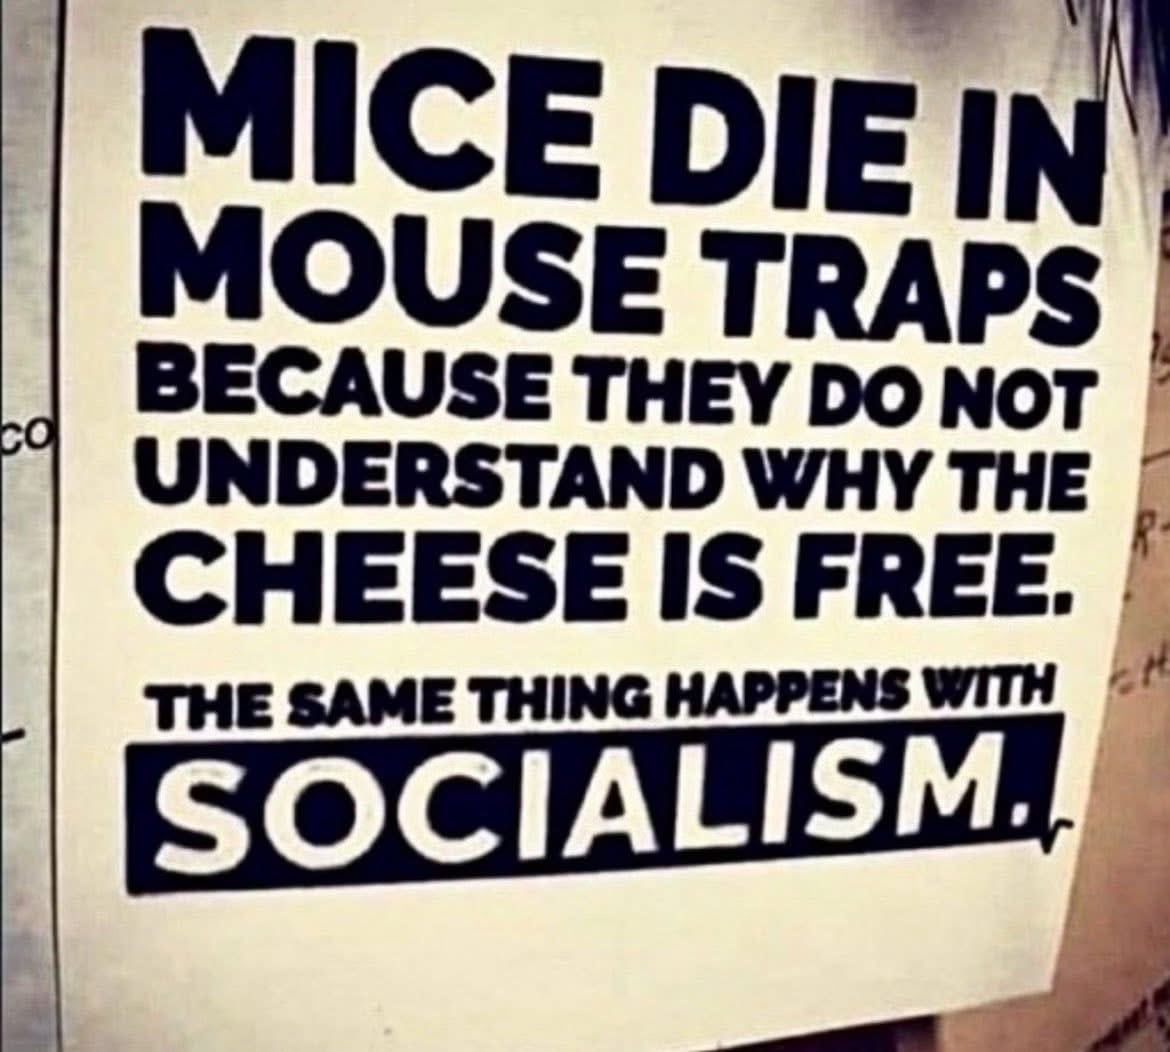 MICE DIE IN
MOUSE TRAPS
BECAUSE THEY DO NOT
UNDERSTAND WHY THE
CHEESE IS FREE.
THE SAME THING HAPPENS WITH
SOCIALISM.
CO